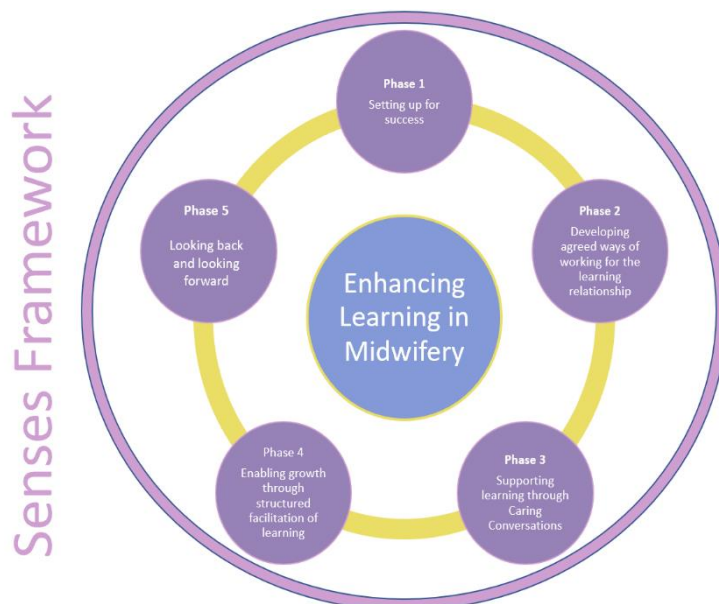 Senses Framework
Phase 1
Setting up for
success
Phase 2
Developing
agreed ways of
working for the
learning
relationship
Phase 3
Supporting
learning through
Caring
Conversations
Phase 4
Enabling growth
through
structured
facilitation of
learning
Phase 5
Looking back
and looking
forward
Enhancing
Learning in
Midwifery